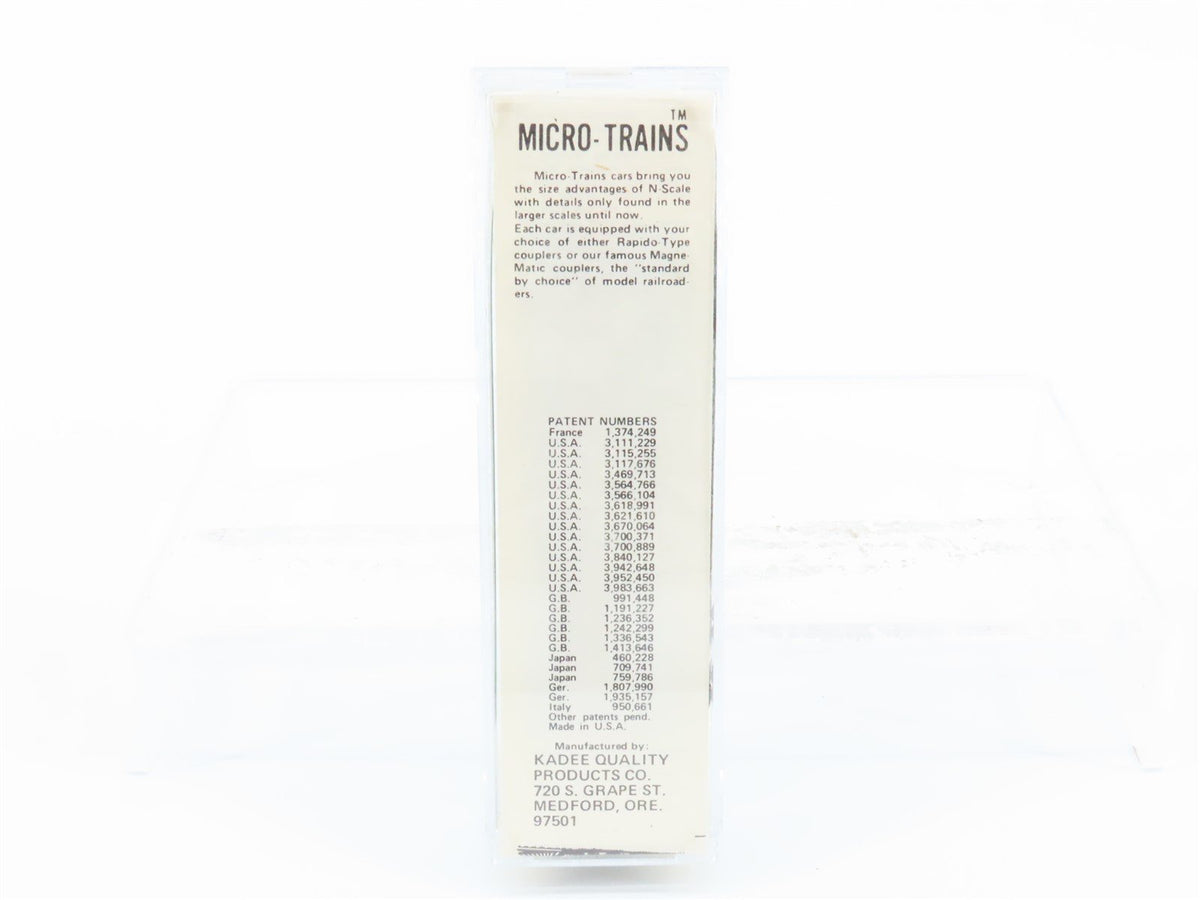 TM
MICRO-TRAINS
Micro-Trains cars bring you
the size advantages of N-Scale
with details only found in the
larger scales until now.
Each car is equipped with your
choice of either Rapido-Type
couplers or our famous Magne-
Matic couplers, the "standard
by choice" of model railroad-
ers.
PATENT NUMBERS
France 1,374,249
U.S.A. 3,111,229
U.S.A. 3,115,255
U.S.A. 3,117,676
U.S.A. 3,469,713
U.S.A. 3,564,766
U.S.A. 3,566,104
U.S.A. 3,618,991
U.S.A. 3,621,610
U.S.A. 3,670,064
U.S.A. 3,700,371
U.S.A. 3,700,889
U.S.A. 3,840,127
U.S.A. 3,942,648
U.S.A. 3,952,450
U.S.A. 3,983,663
G.B. 991,448
G.B. 1,191,227
G.B. 1,236,352
G.B. 1,242,299
G.B. 1,336,543
G.B. 1,413,646
Japan 460,228
Japan 709,741
Japan 759,786
Ger. 1,807,990
Ger. 1,935,157
Italy 950,661
Other patents pend.
Made in U.S.A.
Manufactured by:
KADEE QUALITY
PRODUCTS CO.
720 S. GRAPE ST.
MEDFORD, ORE.
97501